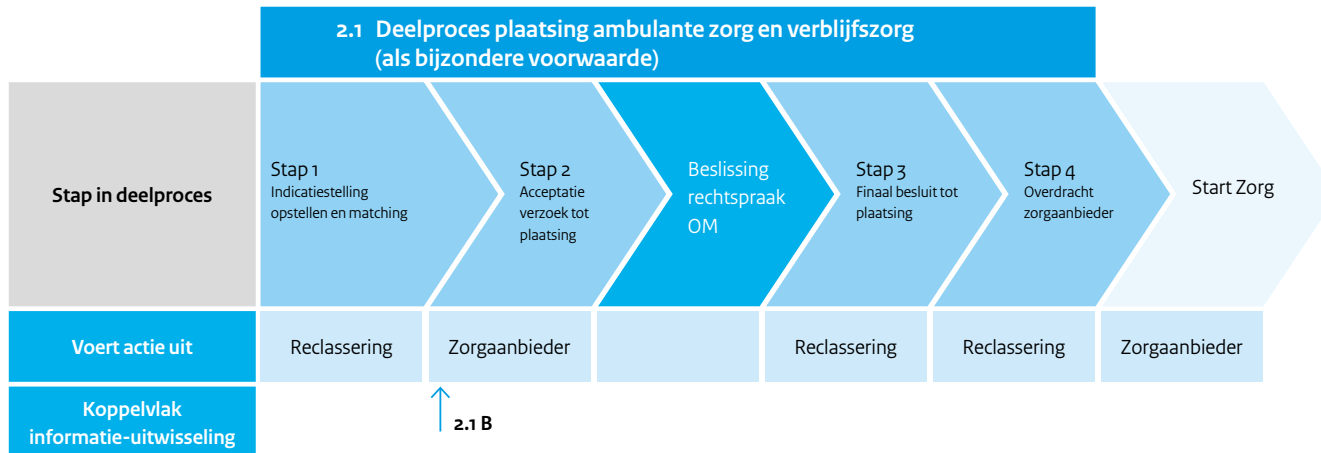 2.1 Deelproces plaatsing ambulante zorg en verblijfszorg
(als bijzondere voorwaarde)
Stap in deelproces
Stap 1
Indicatiestelling
opstellen en matching
Stap 2
Acceptatie
verzoek tot
plaatsing
Beslissing
rechtspraak
OM
Stap 3
Finaal besluit tot
plaatsing
Stap 4
Overdracht
zorgaanbieder
Start Zorg
Voert actie uit
Reclassering
Zorgaanbieder
Reclassering
Reclassering
Zorgaanbieder
Koppelvlak
informatie-uitwisseling
2.1 B